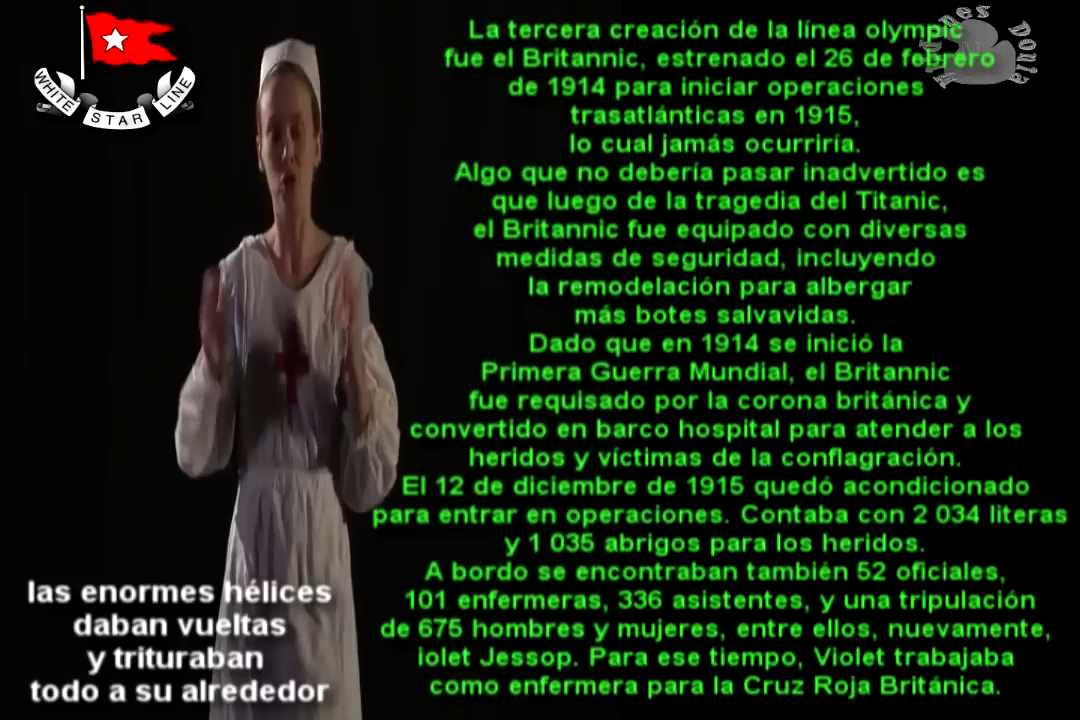 WHITE STAR LINE
La tercera creación de la línea olympic
fue el Britannic, estrenado el 26 de febrero
de 1914 para iniciar operaciones
trasatlánticas en 1915,
lo cual jamás ocurriría.
Algo que no debería pasar inadvertido es
que luego de la tragedia del Titanic,
el Britannic fue equipado con diversas
medidas de seguridad, incluyendo
la remodelación para albergar
más botes salvavidas.
Dado que en 1914 se inició la
Primera Guerra Mundial, el Britannic
fue requisado por la corona británica y
convertido en barco hospital para atender a los
heridos y víctimas de la conflagración.
El 12 de diciembre de 1915 quedó acondicionado
para entrar en operaciones. Contaba con 2 034 literas
y 1 035 abrigos para los heridos.
A bordo se encontraban también 52 oficiales,
101 enfermeras, 336 asistentes, y una tripulación
de 675 hombres y mujeres, entre ellos, nuevamente,
iolet Jessop. Para ese tiempo, Violet trabajaba
como enfermera para la Cruz Roja Británica.
las enormes hélices
daban vueltas
y trituraban
todo a su alrededor